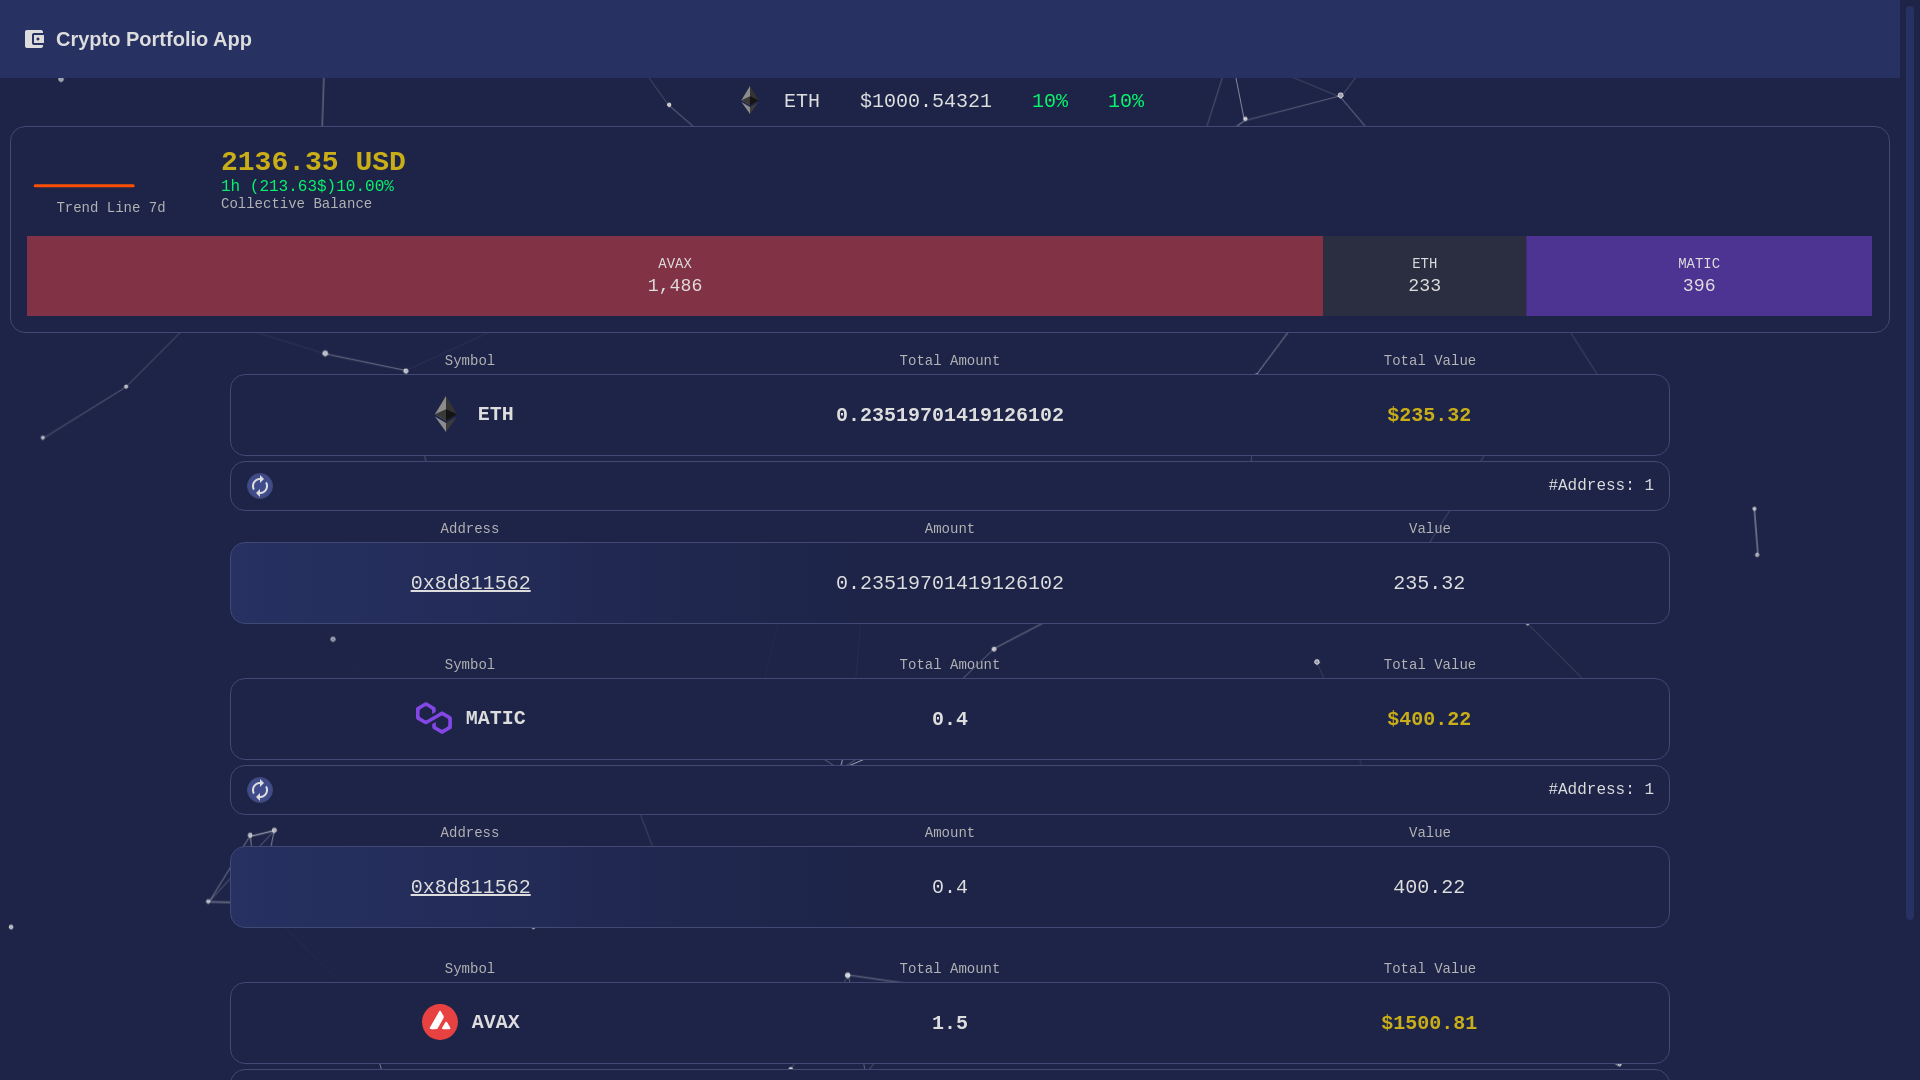 Crypto Portfolio App
ETH $1000.54321 10% 10%
2136.35 USD
1h (213.63$)10.00%
Collective Balance
Trend Line 7d
AVAX
1,486
ETH
233
MATIC
396
Symbol Total Amount Total Value
ETH 0.23519701419126102 $235.32
#Address: 1
Address Amount Value
0x8d811562 0.23519701419126102 235.32
Symbol Total Amount Total Value
MATIC 0.4 $400.22
#Address: 1
Address Amount Value
0x8d811562 0.4 400.22
Symbol Total Amount Total Value
AVAX 1.5 $1500.81